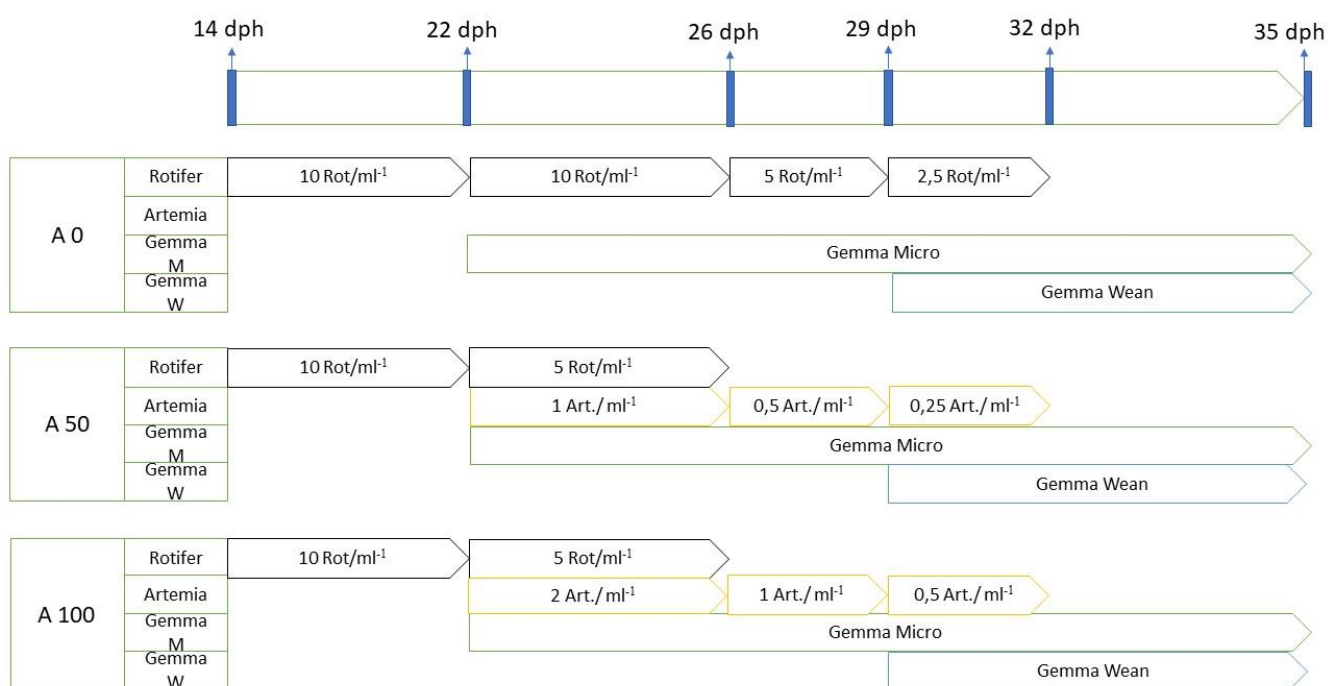 14 dph 22 dph 26 dph 29 dph 32 dph 35 dph
Rotifer 10 Rot/ml⁻¹ 10 Rot/ml⁻¹ 5 Rot/ml⁻¹ 2,5 Rot/ml⁻¹
Artemia
A 0
Gemma
M
Gemma Micro
Gemma
W
Gemma Wean
Rotifer 10 Rot/ml⁻¹ 5 Rot/ml⁻¹
Artemia 1 Art./ ml⁻¹ 0,5 Art./ ml⁻¹ 0,25 Art./ ml⁻¹
A 50
Gemma
M
Gemma Micro
Gemma
W
Gemma Wean
Rotifer 10 Rot/ml⁻¹ 5 Rot/ml⁻¹
Artemia 2 Art./ ml⁻¹ 1 Art./ ml⁻¹ 0,5 Art./ ml⁻¹
A 100
Gemma
M
Gemma Micro
Gemma
W
Gemma Wean